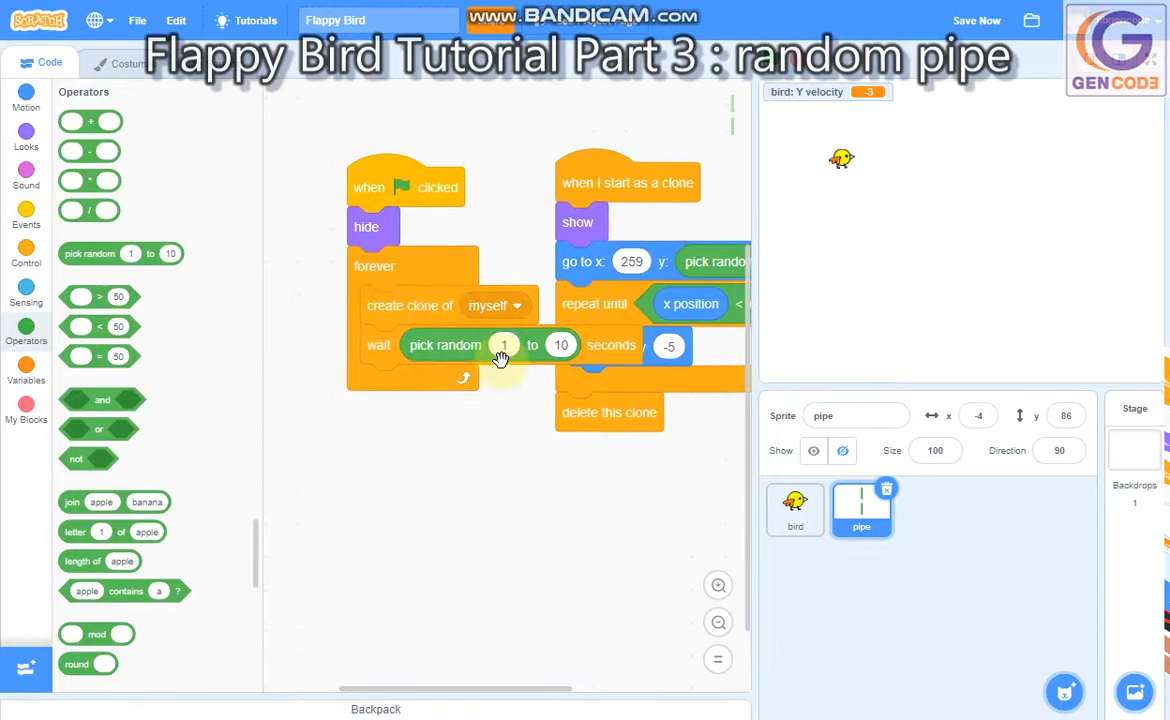 SCRATCH
File
Edit
Tutorials
Flappy Bird
www.BANDICAM.com
Save Now
GENCODE
Flappy Bird Tutorial Part 3 : random pipe
Code
Costum
Motion
Looks
Sound
Events
Control
Sensing
Operators
Variables
My Blocks
Operators
+
-
*
/
pick random 1 to 10
> 50
< 50
= 50
and
or
not
join apple banana
letter 1 of apple
length of apple
apple contains a ?
mod
round
when clicked
hide
forever
create clone of myself
wait pick random 1 to 10 seconds
when I start as a clone
show
go to x: 259 y: pick rando
repeat until x position <
-5
delete this clone
bird: Y velocity -3
Sprite pipe x -4 y 86
Show Size 100 Direction 90
bird
pipe
Stage
Backdrops
1
Backpack